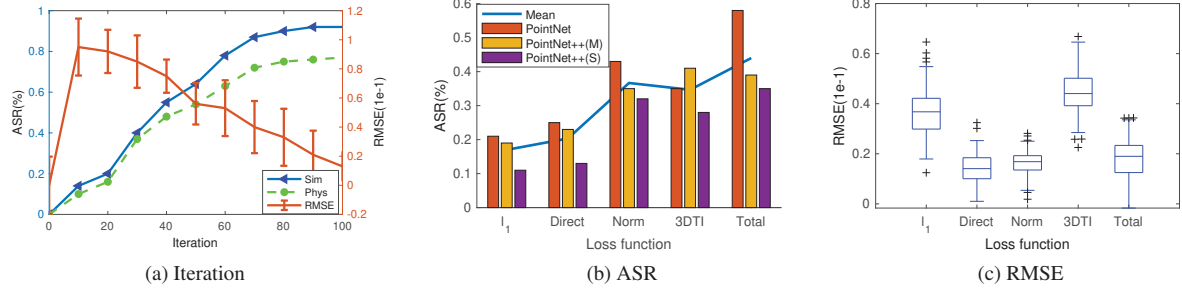 ASR(%)
1
0.8
0.6
0.4
0.2
0
0 20 40 60 80 100
Iteration
1.2
1
0.8
0.6
0.4
0.2
0
-0.2
RMSE(1e-1)
Sim
Phys
RMSE
(a) Iteration
ASR(%)
0.6
0.5
0.4
0.3
0.2
0.1
0
Mean
PointNet
PointNet++(M)
PointNet++(S)
l1 Direct Norm 3DTI Total
Loss function
(b) ASR
RMSE(1e-1)
0.8
0.6
0.4
0.2
0
l1 Direct Norm 3DTI Total
Loss function
(c) RMSE